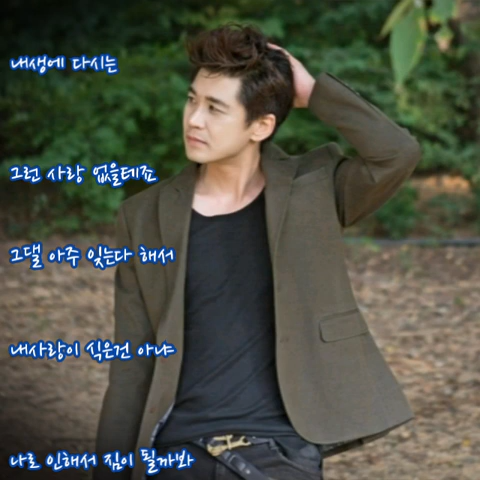 내생에 다시는
그런 사랑 없을테죠
그댈 아주 잊는다 해서
내사랑이 식은건 아냐
나로 인해서 짐이 될까봐